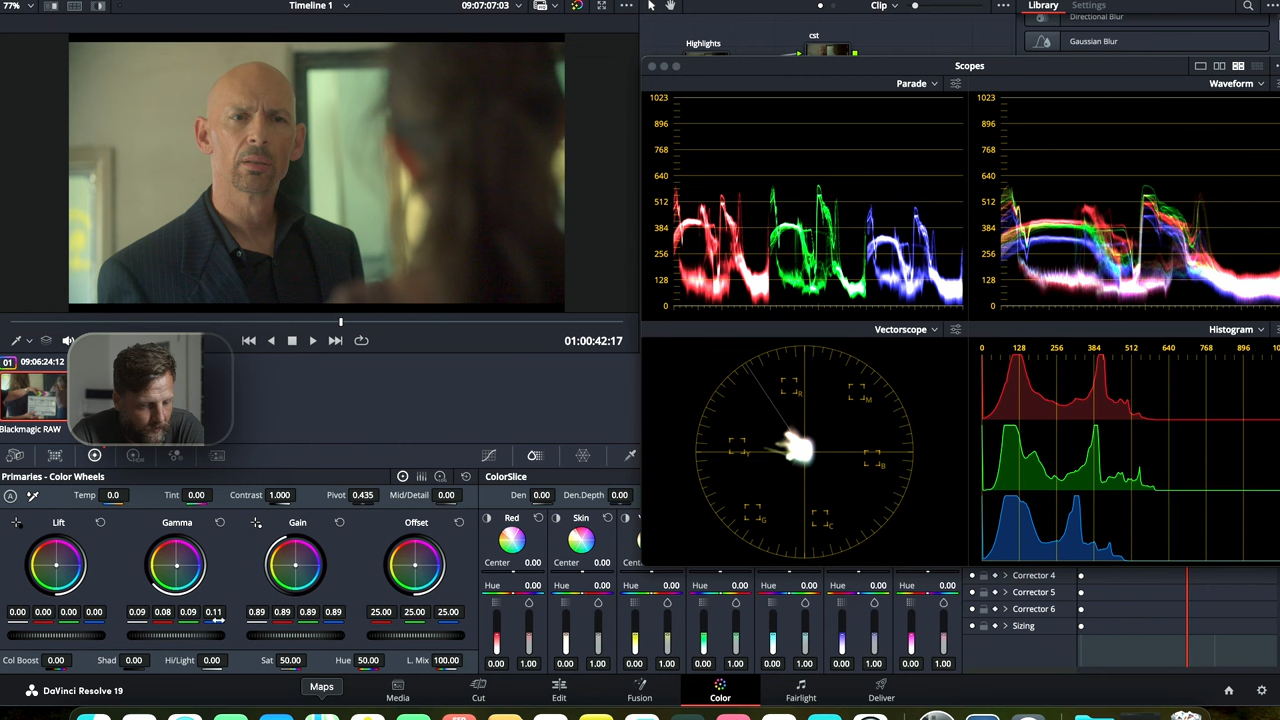 77%
Timeline 1
09:07:07:03
Clip
Library
Settings
Directional Blur
Highlights
cst
Gaussian Blur
Scopes
Parade
Waveform
1023
896
768
640
512
384
256
128
0
1023
896
768
640
512
384
256
128
0
01:00:42:17
Vectorscope
Histogram
R
M
Y
B
G
C
0 128 256 384 512 640 768 896
01 09:06:24:12
Blackmagic RAW
Primaries - Color Wheels
Temp 0.0 Tint 0.00 Contrast 1.000 Pivot 0.435 Mid/Detail 0.00
Lift Gamma Gain Offset
0.00 0.00 0.00 0.00 0.09 0.08 0.09 0.11 0.89 0.89 0.89 0.89 25.00 25.00 25.00
Col Boost 0.00 Shad 0.00 Hi/Light 0.00 Sat 50.00 Hue 50.00 L. Mix 100.00
ColorSlice
Den 0.00 Den.Depth 0.00
Red Skin
Center 0.00 Center 0.00
Hue 0.00 Hue 0.00 Hue 0.00 Hue 0.00 Hue 0.00 Hue 0.00 Hue 0.00
0.00 1.00 0.00 1.00 0.00 1.00 0.00 1.00 0.00 1.00 0.00 1.00 0.00 1.00
Corrector 4
Corrector 5
Corrector 6
Sizing
DaVinci Resolve 19
Maps
Media
Cut
Edit
Fusion
Color
Fairlight
Deliver